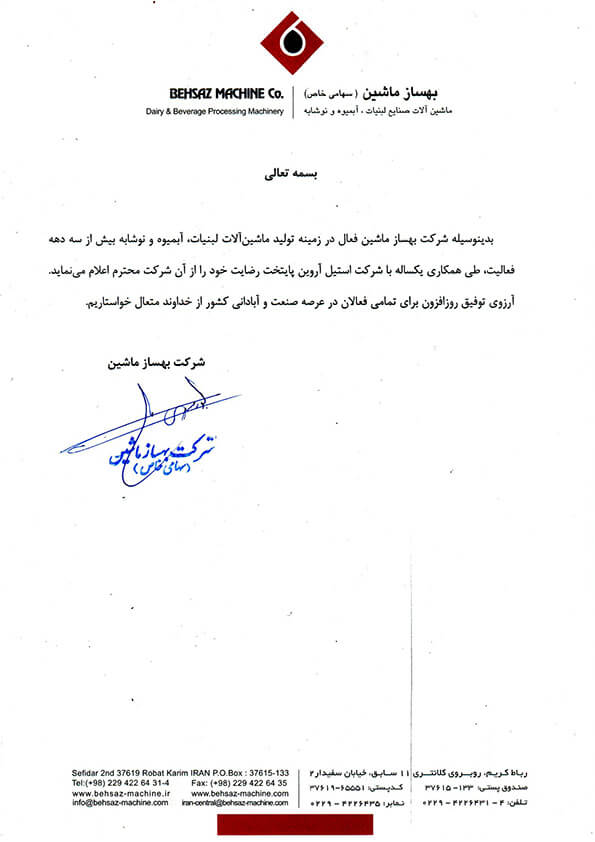 BEHSAZ MACHINE Co.
Dairy & Beverage Processing Machinery
بهساز ماشین (سهامی خاص)
ماشین آلات صنایع لبنیات ، آبمیوه و نوشابه
بسمه تعالی
بدینوسیله شرکت بهساز ماشین فعال در زمینه تولید ماشین‌آلات لبنیات، آبمیوه و نوشابه بیش از سه دهه
فعالیت، طی همکاری یکساله با شرکت استیل آروین پایتخت رضایت خود را از آن شرکت محترم اعلام می‌نماید.
آرزوی توفیق روزافزون برای تمامی فعالان در عرصه صنعت و آبادانی کشور از خداوند متعال خواستاریم.
شرکت بهساز ماشین
شرکت بهساز ماشین
(سهامی خاص)
Sefidar 2nd 37619 Robat Karim IRAN P.O.Box : 37615-133
Tel:(+98) 229 422 64 31-4 Fax: (+98) 229 422 64 35
www.behsaz-machine.ir www.behsaz-machine.com
info@behsaz-machine.com iran-central@behsaz-machine.com
رباط کریم، روبروی کلانتری ۱۱ سابق، خیابان سفیدار ۲
صندوق پستی: ۱۳۳ - ۳۷۶۱۵ کدپستی: ۶۵۵۵۱-۳۷۶۱۹
تلفن: ۴ - ۴۲۲۶۴۳۱ - ۰۲۲۹ نمابر: ۴۲۲۶۴۳۵ - ۰۲۲۹